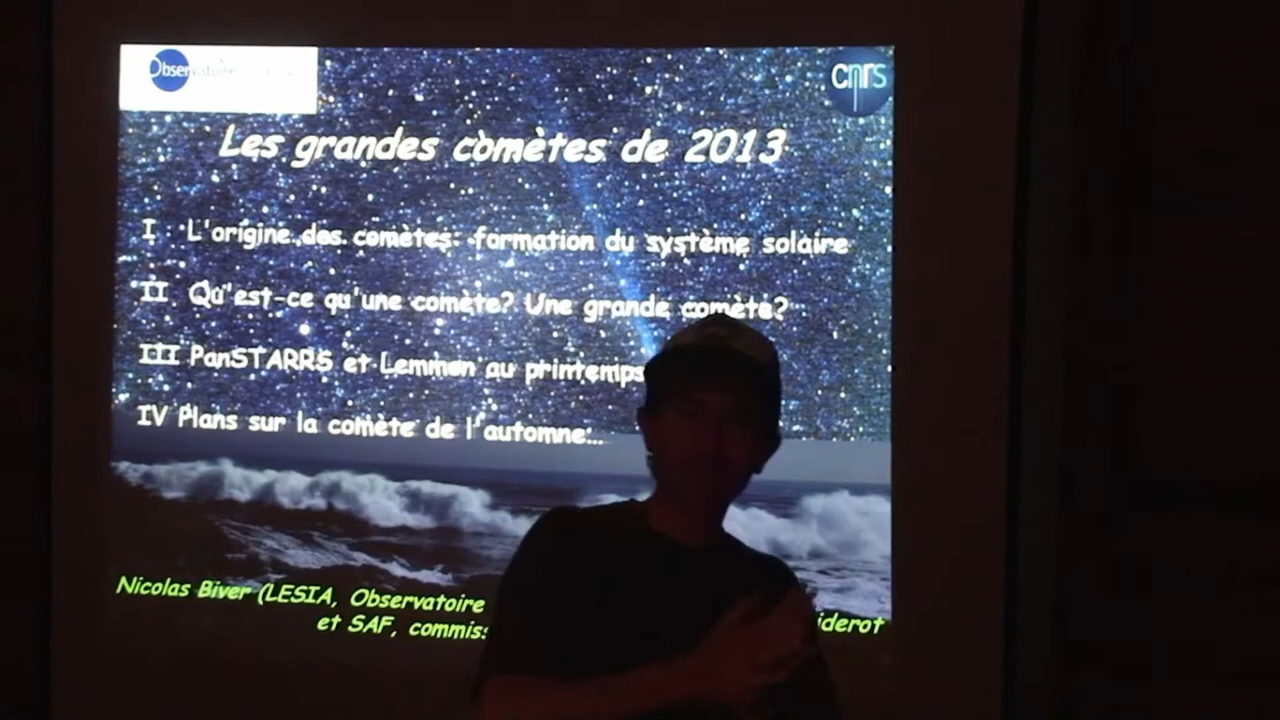 Observatoire
cnrs
Les grandes comètes de 2013
I : L'origine des comètes: formation du système solaire
II Qu'est-ce qu'une comète? Une grande comète?
III PanSTARRS et Lemmon au printemps
IV Plans sur la comète de l'automne...
Nicolas Biver (LESIA, Observatoire iderot
et SAF, commiss